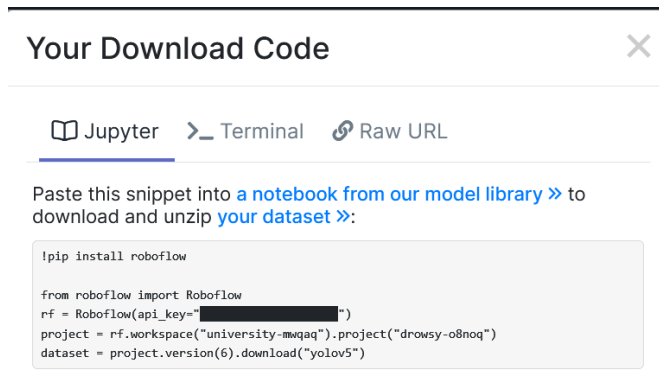 Your Download Code
Jupyter Terminal Raw URL
Paste this snippet into a notebook from our model library » to
download and unzip your dataset »:
!pip install roboflow
from roboflow import Roboflow
rf = Roboflow(api_key="")
project = rf.workspace("university-mwqaq").project("drowsy-o8noq")
dataset = project.version(6).download("yolov5")